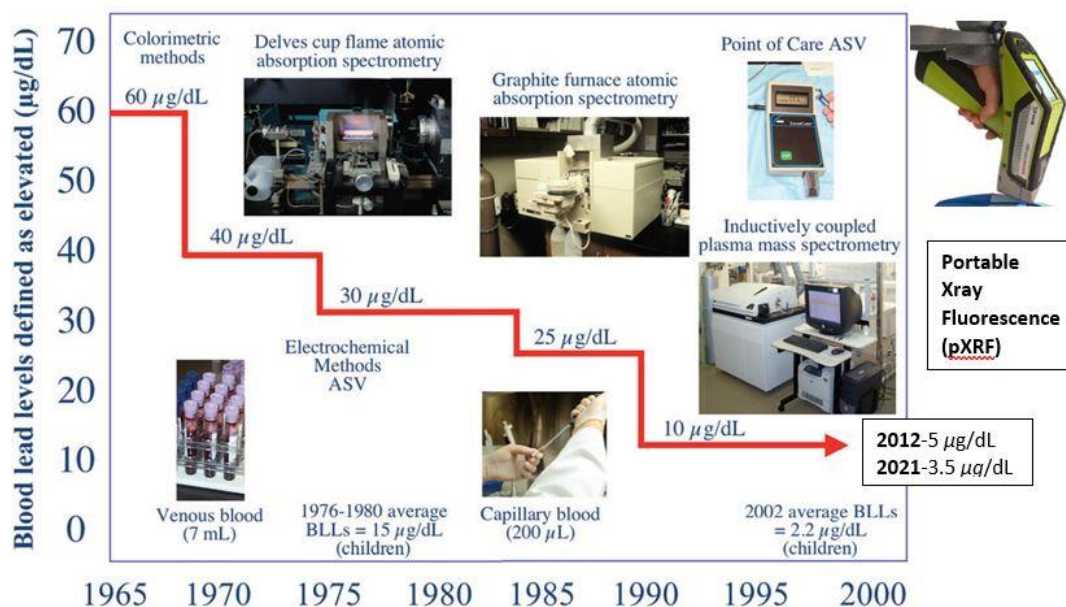 Blood lead levels defined as elevated (µg/dL)
70
60
50
40
30
20
10
0
Colorimetric
methods
60 µg/dL
Delves cup flame atomic
absorption spectrometry
40 µg/dL
30 µg/dL
Electrochemical
Methods
ASV
Graphite furnace atomic
absorption spectrometry
25 µg/dL
Point of Care ASV
Inductively coupled
plasma mass spectrometry
10 µg/dL
Venous blood
(7 mL)
1976-1980 average
BLLs = 15 µg/dL
(children)
Capillary blood
(200 µL)
2002 average BLLs
= 2.2 µg/dL
(children)
Portable
Xray
Fluorescence
(pXRF)
2012-5 µg/dL
2021-3.5 µg/dL
1965 1970 1975 1980 1985 1990 1995 2000